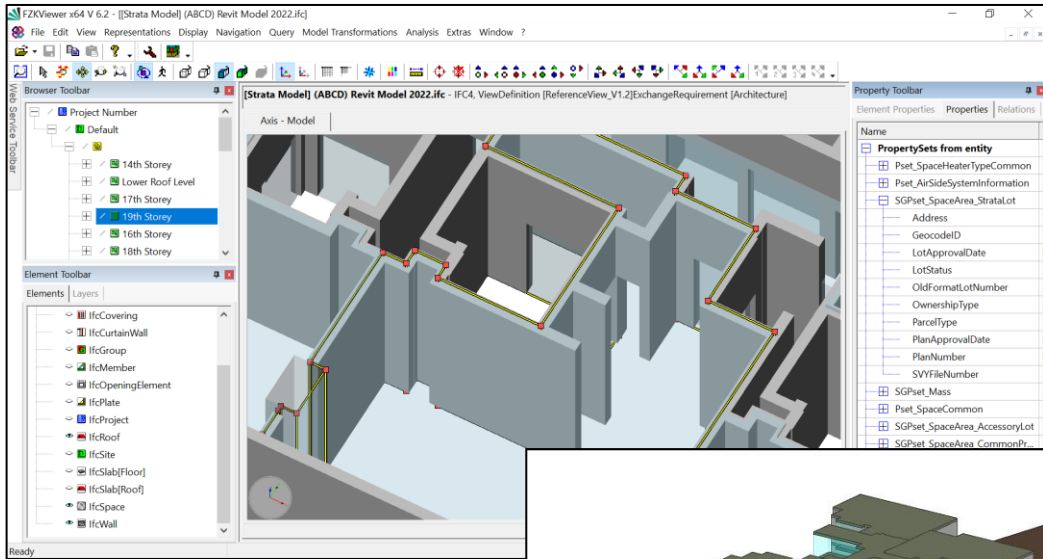 FZKViewer x64 V 6.2 - [[Strata Model] (ABCD) Revit Model 2022.ifc]
File Edit View Representations Display Navigation Query Model Transformations Analysis Extras Window ?
Web Service Toolbar
Browser Toolbar
Project Number
Default
14th Storey
Lower Roof Level
17th Storey
19th Storey
16th Storey
18th Storey
Element Toolbar
Elements Layers
IfcCovering
IfcCurtainWall
IfcGroup
IfcMember
IfcOpeningElement
IfcPlate
IfcProject
IfcRoof
IfcSite
IfcSlab[Floor]
IfcSlab[Roof]
IfcSpace
IfcWall
Ready
[Strata Model] (ABCD) Revit Model 2022.ifc - IFC4, ViewDefinition [ReferenceView_V1.2]ExchangeRequirement [Architecture]
Axis - Model
Property Toolbar
Element Properties Properties Relations
Name
PropertySets from entity
Pset_SpaceHeaterTypeCommon
Pset_AirSideSystemInformation
SGPset_SpaceArea_StrataLot
Address
GeocodeID
LotApprovalDate
LotStatus
OldFormatLotNumber
OwnershipType
ParcelType
PlanApprovalDate
PlanNumber
SVYFileNumber
SGPset_Mass
Pset_SpaceCommon
SGPset_SpaceArea_AccessoryLot
SGPset_SpaceArea_CommonPr...